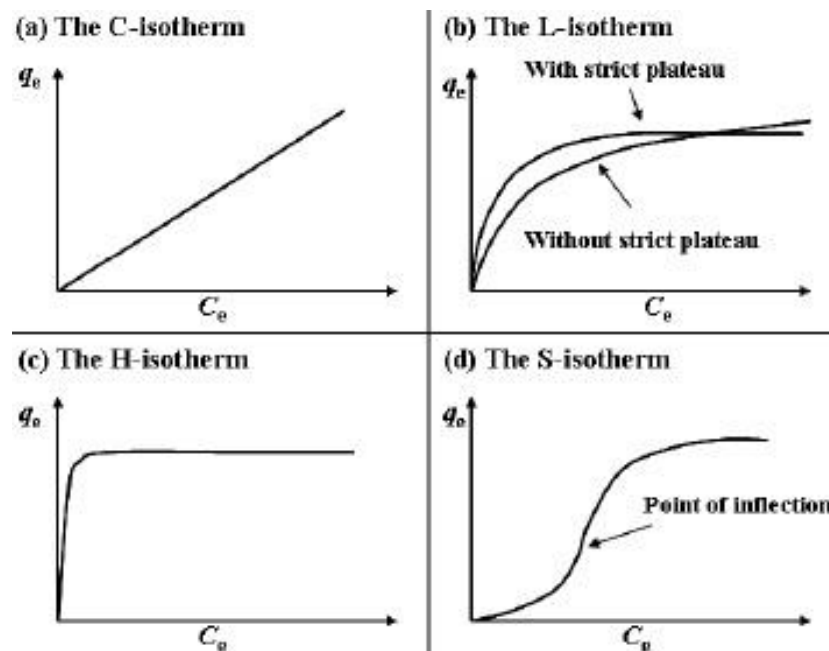 (a) The C-isotherm
qe
Ce
(b) The L-isotherm
With strict plateau
qe
Without strict plateau
Ce
(c) The H-isotherm
qe
Ce
(d) The S-isotherm
qe
Point of inflection
Ce